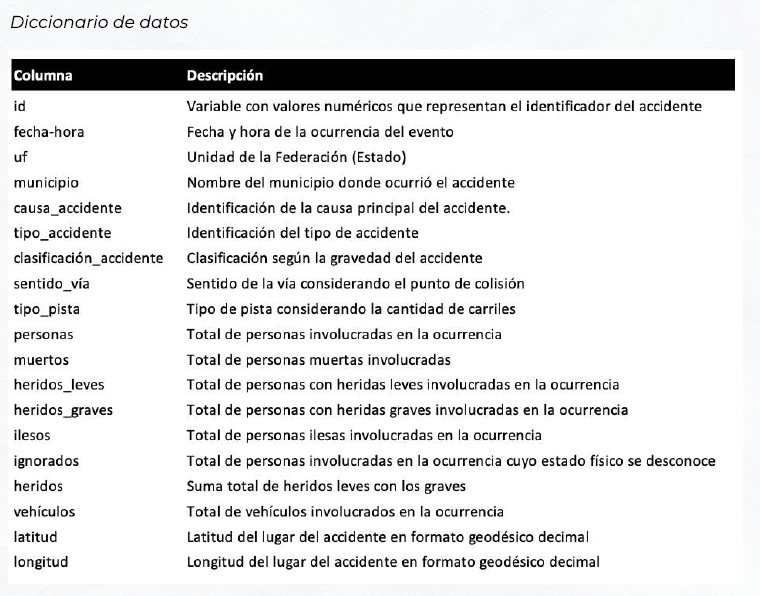 Diccionario de datos
Columna Descripción
id Variable con valores numéricos que representan el identificador del accidente
fecha-hora Fecha y hora de la ocurrencia del evento
uf Unidad de la Federación (Estado)
municipio Nombre del municipio donde ocurrió el accidente
causa_accidente Identificación de la causa principal del accidente.
tipo_accidente Identificación del tipo de accidente
clasificación_accidente Clasificación según la gravedad del accidente
sentido_vía Sentido de la vía considerando el punto de colisión
tipo_pista Tipo de pista considerando la cantidad de carriles
personas Total de personas involucradas en la ocurrencia
muertos Total de personas muertas involucradas
heridos_leves Total de personas con heridas leves involucradas en la ocurrencia
heridos_graves Total de personas con heridas graves involucradas en la ocurrencia
ilesos Total de personas ilesas involucradas en la ocurrencia
ignorados Total de personas involucradas en la ocurrencia cuyo estado físico se desconoce
heridos Suma total de heridos leves con los graves
vehículos Total de vehículos involucrados en la ocurrencia
latitud Latitud del lugar del accidente en formato geodésico decimal
longitud Longitud del lugar del accidente en formato geodésico decimal